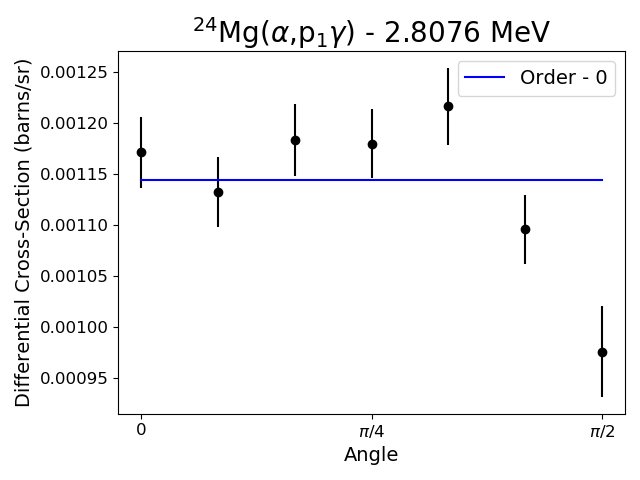 ²⁴Mg(α,p₁γ) - 2.8076 MeV
Order - 0
Differential Cross-Section (barns/sr)
0.00125
0.00120
0.00115
0.00110
0.00105
0.00100
0.00095
0
π/4
π/2
Angle